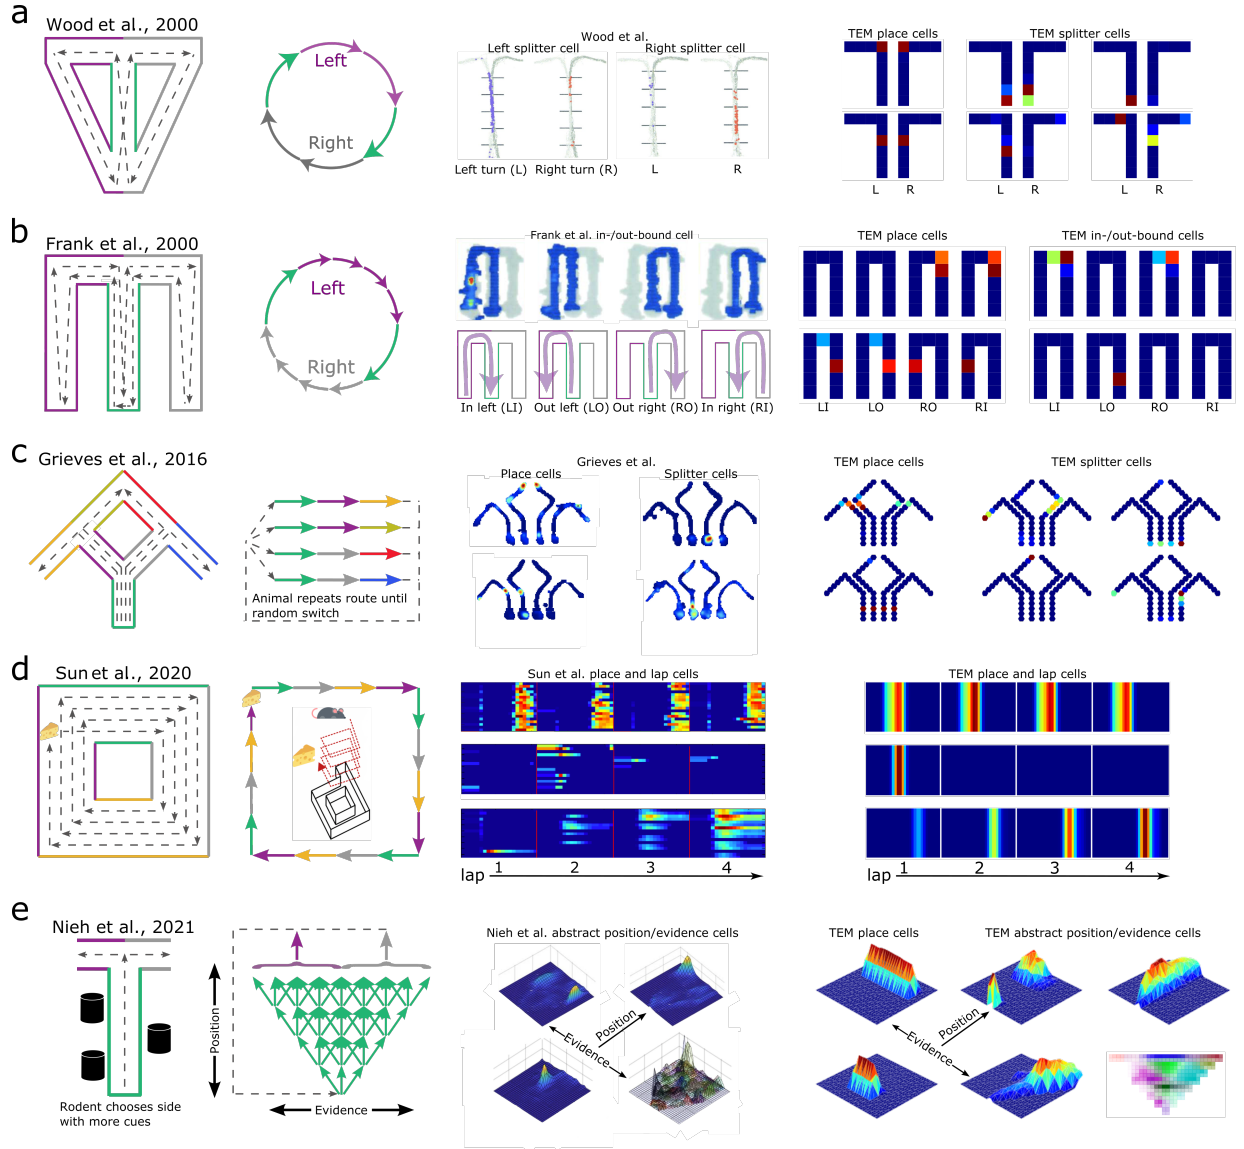 a
Wood et al., 2000
Left
Right
Wood et al.
Left splitter cell
Right splitter cell
Left turn (L)
Right turn (R)
L
R
TEM place cells
TEM splitter cells
L
R
L
R
L
R
b
Frank et al., 2000
Left
Right
Frank et al. in-/out-bound cell
In left (LI)
Out left (LO)
Out right (RO)
In right (RI)
TEM place cells
TEM in-/out-bound cells
LI
LO
RO
RI
LI
LO
RO
RI
c
Grieves et al., 2016
Animal repeats route until
random switch
Grieves et al.
Place cells
Splitter cells
TEM place cells
TEM splitter cells
d
Sun et al., 2020
Sun et al. place and lap cells
lap
1
2
3
4
TEM place and lap cells
lap
1
2
3
4
e
Nieh et al., 2021
Rodent chooses side
with more cues
Position
Evidence
Nieh et al. abstract position/evidence cells
Position
Evidence
TEM place cells
TEM abstract position/evidence cells
Position
Evidence